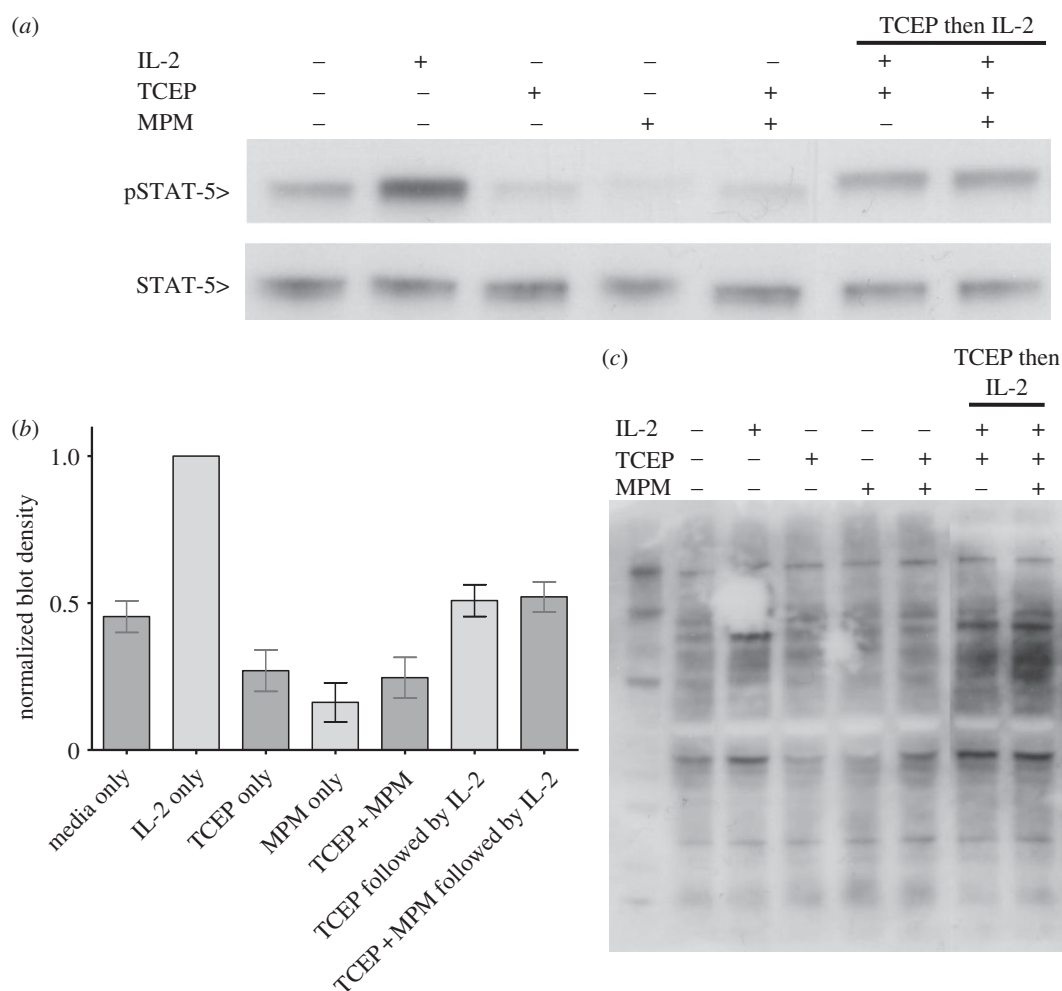 (a)
TCEP then IL-2
IL-2 – + – – – + +
TCEP – – + – + + +
MPM – – – + + – +
pSTAT-5>
STAT-5>
(b)
normalized blot density
1.0
0.5
0
media only
IL-2 only
TCEP only
MPM only
TCEP + MPM
TCEP followed by IL-2
TCEP + MPM followed by IL-2
(c)
TCEP then
IL-2
IL-2 – + – – – + +
TCEP – – + – + + +
MPM – – – + + – +